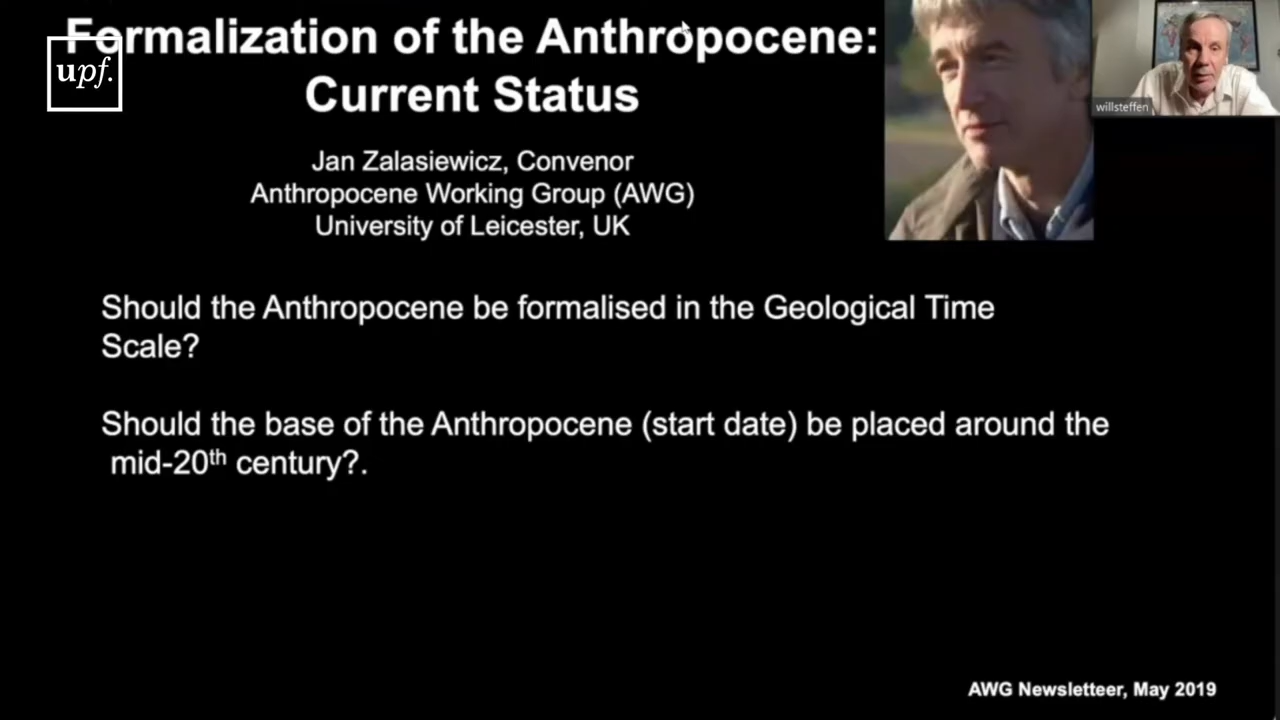 Formalization of the Anthropocene:
Current Status
upf.
willsteffen
Jan Zalasiewicz, Convenor
Anthropocene Working Group (AWG)
University of Leicester, UK
Should the Anthropocene be formalised in the Geological Time
Scale?
Should the base of the Anthropocene (start date) be placed around the
mid-20th century?.
AWG Newsletteer, May 2019